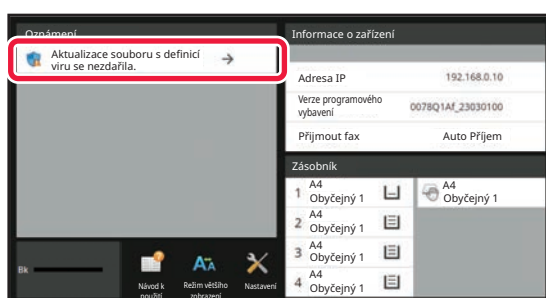 Oznámení
Aktualizace souboru s definicí
viru se nezdařila.
Informace o zařízení
Adresa IP 192.168.0.10
Verze programového
vybavení
0078Q1Af_23030100
Přijmout fax Auto Příjem
Zásobník
1 A4
Obyčejný 1
A4
Obyčejný 1
2 A4
Obyčejný 1
3 A4
Obyčejný 1
4 A4
Obyčejný 1
Bk
Návod k
použití
Režim většího
zobrazení
Nastavení